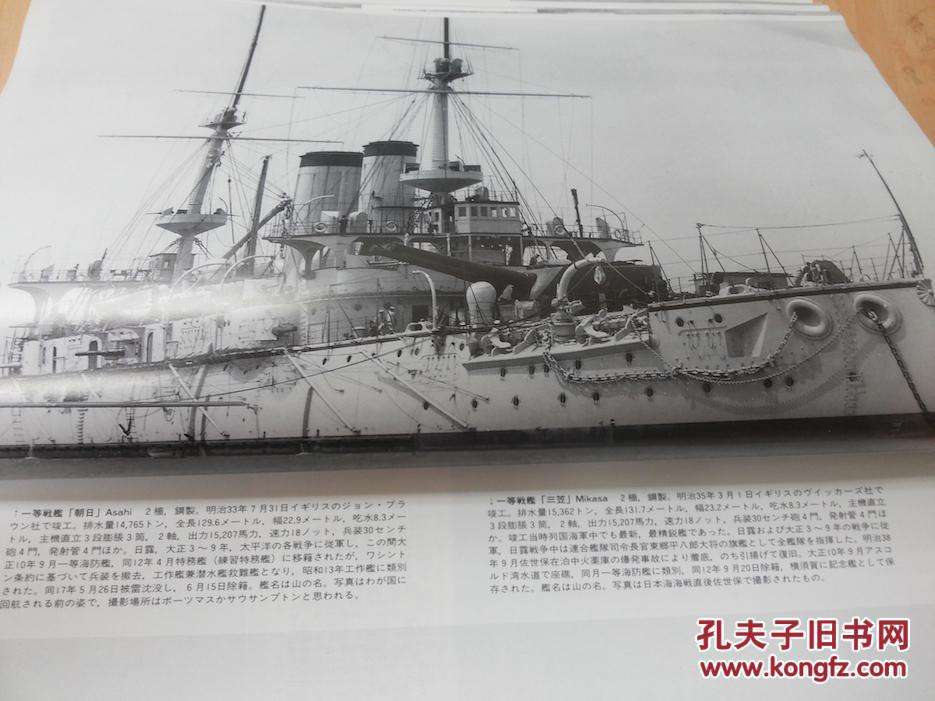 ↑一等戦艦「朝日」Asahi　2檣，鋼製。明治33年7月31日イギリスのジョン・ブラ
ウン社で竣工。排水量14,765トン，全長129.6メートル，幅22.9メートル，吃水8.3メー
トル，主機直立3段膨脹3筒，2軸，出力15,207馬力，速力18ノット，兵装30センチ
砲4門，発射管4門ほか。日露，大正3～9年，太平洋の各戦争に従軍し，この間大
正10年9月一等海防艦，同12年4月特務艦（練習特務艦）に移籍されたが，ワシント
ン条約に基づいて兵装を撤去，工作艦兼潜水艦救難艦となり，昭和13年工作艦に類別
された。同17年5月26日被雷沈没し，6月15日除籍。艦名は山の名。写真はわが国に
回航される前の姿で，撮影場所はポーツマスかサウサンプトンと思われる。
↓一等戦艦「三笠」Mikasa　2檣，鋼製。明治35年3月1日イギリスのヴイッカーズ社で
竣工。排水量15,362トン，全長131.7メートル，幅23.2メートル，吃水8.3メートル，主機直立
3段膨脹3筒，2軸，出力15,207馬力，速力18ノット，兵装30センチ砲4門，発射管4門ほ
か。竣工当時列国海軍中でも最新，最精鋭艦であった。日露および大正3～9年の戦争に従
軍，日露戦争中は連合艦隊司令長官東郷平八郎大将の旗艦として全艦隊を指揮した。明治38
年9月佐世保在泊中火薬庫の爆発事故により着底，のち引揚げて復旧。大正10年9月アスコ
ルド湾水道で座礁，同月一等海防艦に類別，同12年9月20日除籍，横須賀に記念艦として保
存された。艦名は山の名。写真は日本海海戦直後佐世保で撮影されたもの。
孔夫子旧书网
www.kongfz.com